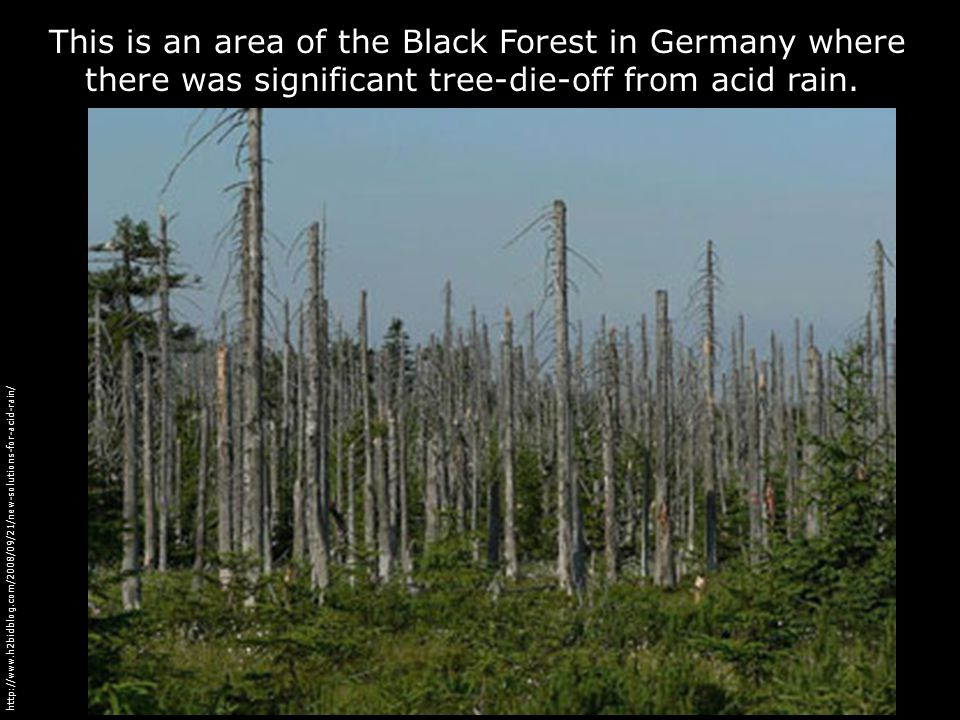 This is an area of the Black Forest in Germany where
there was significant tree-die-off from acid rain.
http://www.h2bidblog.com/2008/09/21/new-solutions-for-acid-rain/